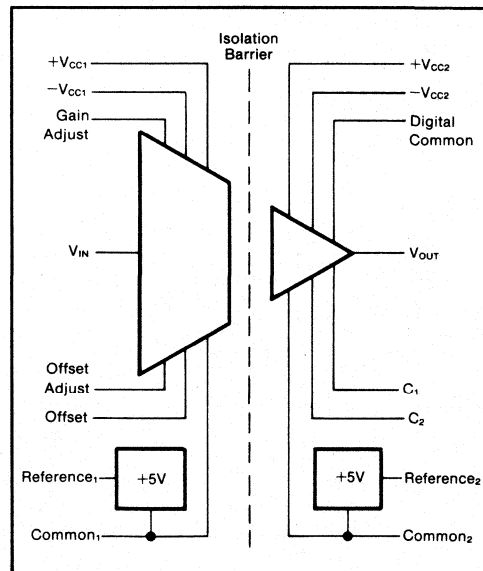 Isolation
Barrier
+VCC1
−VCC1
Gain
Adjust
VIN
Offset
Adjust
Offset
Reference1
+5V
Common1
+VCC2
−VCC2
Digital
Common
VOUT
C1
C2
+5V
Reference2
Common2